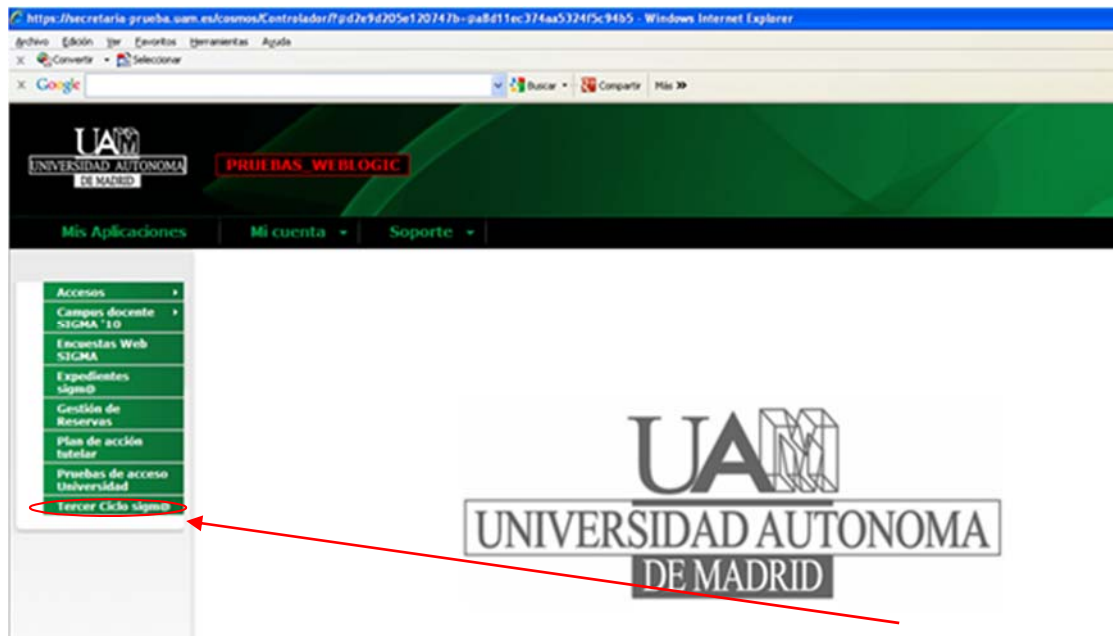 https://secretaria-prueba.uam.es/cosmos/Controlador/?@d2e9d205e120747b-@a8d11ec374aa5324f5c94b5 - Windows Internet Explorer
Archivo Edición Ver Favoritos Herramientas Ayuda
X Convertir Seleccionar
x Google Buscar Compartir Más »
UAM
UNIVERSIDAD AUTONOMA
DE MADRID
PRUEBAS_WEBLOGIC
Mis Aplicaciones Mi cuenta Soporte
Accesos
Campus docente
SIGMA '10
Encuestas Web
SIGMA
Expedientes
sigm@
Gestión de
Reservas
Plan de acción
tutelar
Pruebas de acceso
Universidad
Tercer Ciclo sigm@
UAM
UNIVERSIDAD AUTONOMA
DE MADRID